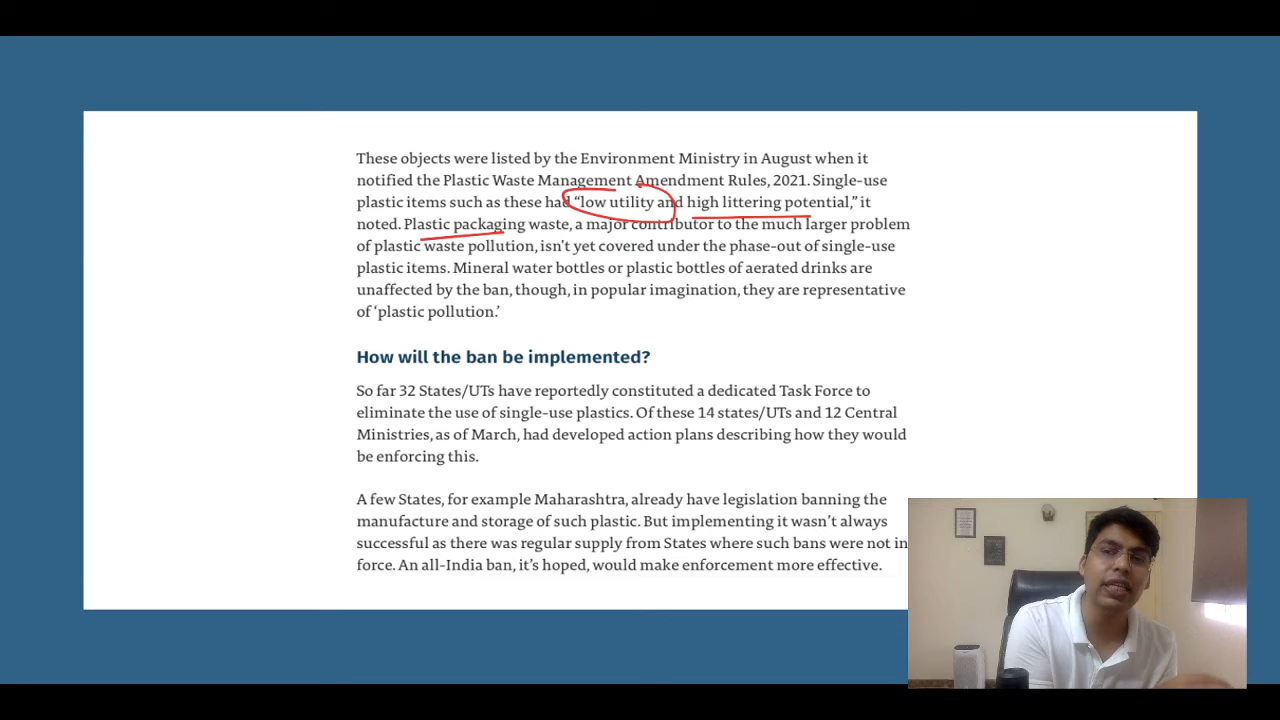 These objects were listed by the Environment Ministry in August when it
notified the Plastic Waste Management Amendment Rules, 2021. Single-use
plastic items such as these had “low utility and high littering potential,” it
noted. Plastic packaging waste, a major contributor to the much larger problem
of plastic waste pollution, isn't yet covered under the phase-out of single-use
plastic items. Mineral water bottles or plastic bottles of aerated drinks are
unaffected by the ban, though, in popular imagination, they are representative
of ‘plastic pollution.’
How will the ban be implemented?
So far 32 States/UTs have reportedly constituted a dedicated Task Force to
eliminate the use of single-use plastics. Of these 14 states/UTs and 12 Central
Ministries, as of March, had developed action plans describing how they would
be enforcing this.
A few States, for example Maharashtra, already have legislation banning the
manufacture and storage of such plastic. But implementing it wasn't always
successful as there was regular supply from States where such bans were not in
force. An all-India ban, it's hoped, would make enforcement more effective.